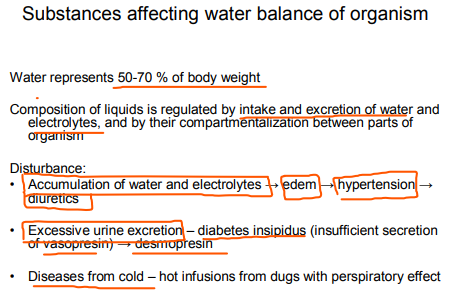 Substances affecting water balance of organism
Water represents 50-70 % of body weight
Composition of liquids is regulated by intake and excretion of water and
electrolytes, and by their compartmentalization between parts of
organism
Disturbance:
• Accumulation of water and electrolytes → edem → hypertension →
diuretics
• Excessive urine excretion – diabetes insipidus (insufficient secretion
of vasopresin) → desmopresin
• Diseases from cold – hot infusions from dugs with perspiratory effect